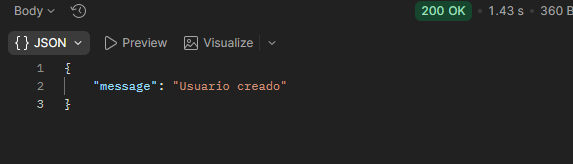 Body 200 OK • 1.43 s • 360 B
{} JSON Preview Visualize
1 {
2 "message": "Usuario creado"
3 }